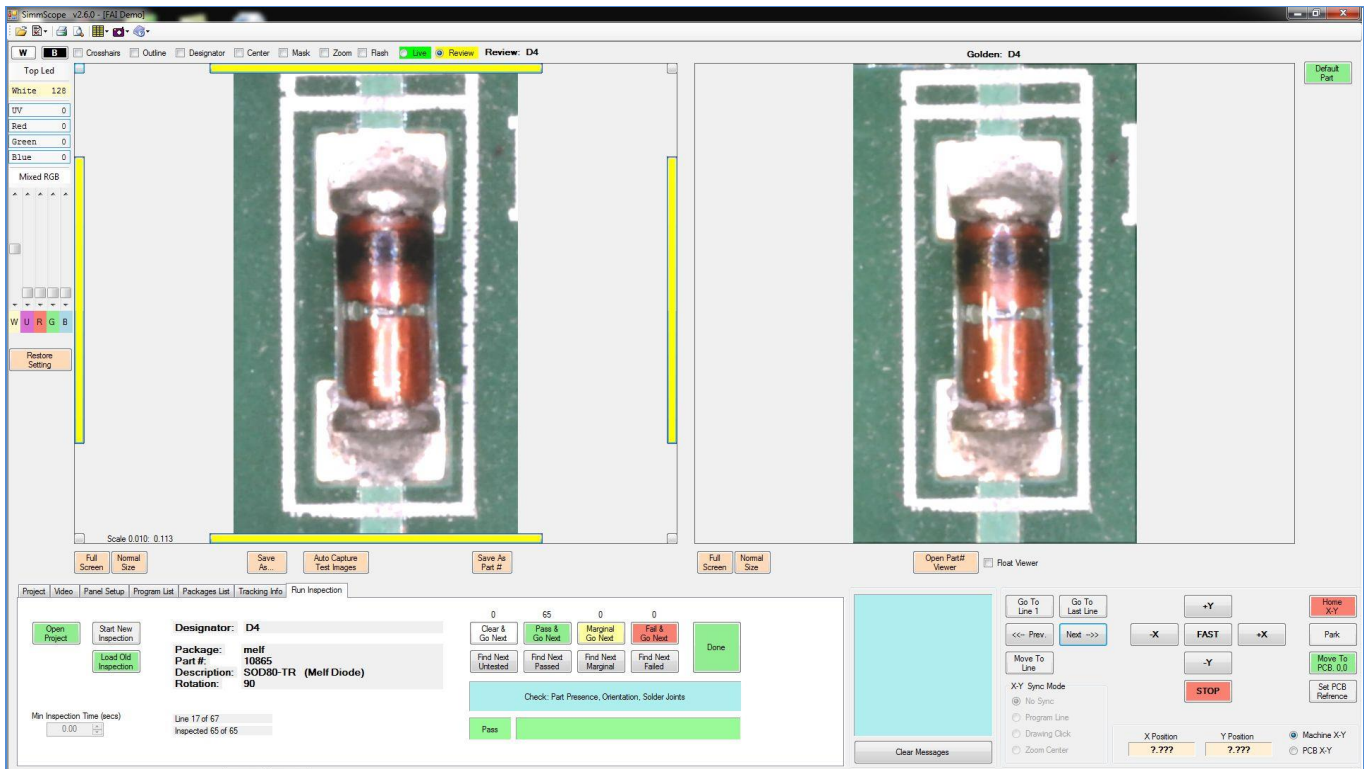 SimmScope v2.6.0 - [FAI Demo]
W B Crosshairs Outline Designator Center Mask Zoom Flash Live Review Review: D4 Golden: D4
Top Led
White 128
UV 0
Red 0
Green 0
Blue 0
Mixed RGB
W U R G B
Restore Setting
Default Part
Scale 0.010: 0.113
Full Screen
Normal Size
Save As...
Auto Capture Test Images
Save As Part #
Full Screen
Normal Size
Open Part# Viewer
Float Viewer
Project Video Panel Setup Program List Packages List Tracking Info Run Inspection
Open Project
Start New Inspection
Load Old Inspection
Designator: D4
Package: melf
Part #: 10865
Description: SOD80-TR (Melf Diode)
Rotation: 90
Min Inspection Time (secs)
0.00
Line 17 of 67
Inspected 65 of 65
0 65 0 0
Clear & Go Next
Pass & Go Next
Marginal Go Next
Fail & Go Next
Find Next Untested
Find Next Passed
Find Next Marginal
Find Next Failed
Done
Check: Part Presence, Orientation, Solder Joints
Pass
Clear Messages
Go To Line 1
Go To Last Line
<<- Prev.
Next ->>
Move To Line
X-Y Sync Mode
No Sync
Program Line
Drawing Click
Zoom Center
+Y
-X FAST +X
-Y
STOP
Home X-Y
Park
Move To PCB. 0,0
Set PCB Refrence
X Position
?.???
Y Position
?.???
Machine X-Y
PCB X-Y